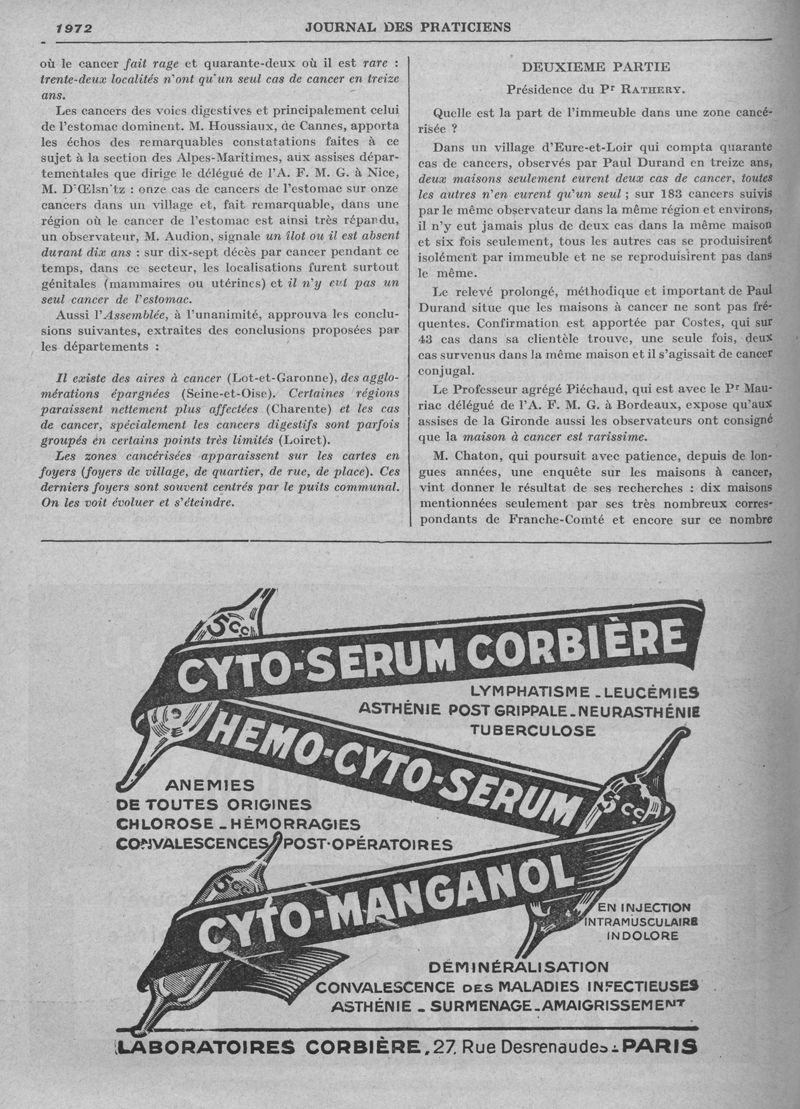 1972
JOURNAL DES PRATICIENS
où le cancer fait rage et quarante-deux où il est rare :
trente-deux localités n'ont qu'un seul cas de cancer en treize
ans.
Les cancers des voies digestives et principalement celui
de l'estomac dominent. M. Houssiaux, de Cannes, apporta
les échos des remarquables constatations faites à ce
sujet à la section des Alpes-Maritimes, aux assises dépar-
tementales que dirige le délégué de l'A. F. M. G. à Nice,
M. D'Œlsn'tz : onze cas de cancers de l'estomac sur onze
cancers dans un village et, fait remarquable, dans une
région où le cancer de l'estomac est ainsi très répandu,
un observateur, M. Audion, signale un îlot ou il est absent
durant dix ans : sur dix-sept décès par cancer pendant ce
temps, dans ce secteur, les localisations furent surtout
génitales (mammaires ou utérines) et il n'y eut pas un
seul cancer de l'estomac.
Aussi l'Assemblée, à l'unanimité, approuva les conclu-
sions suivantes, extraites des conclusions proposées par
les départements :
Il existe des aires à cancer (Lot-et-Garonne), des agglo-
mérations épargnées (Seine-et-Oise). Certaines régions
paraissent nettement plus affectées (Charente) et les cas
de cancer, spécialement les cancers digestifs sont parfois
groupés en certains points très limités (Loiret).
Les zones cancérisées apparaissent sur les cartes en
foyers (foyers de village, de quartier, de rue, de place). Ces
derniers foyers sont souvent centrés par le puits communal.
On les voit évoluer et s'éteindre.
DEUXIEME PARTIE
Présidence du Pr RATHERY.
Quelle est la part de l'immeuble dans une zone cancé-
risée ?
Dans un village d'Eure-et-Loir qui compta quarante
cas de cancers, observés par Paul Durand en treize ans,
deux maisons seulement eurent deux cas de cancer, toutes
les autres n'en eurent qu'un seul ; sur 183 cancers suivis
par le même observateur dans la même région et environs,
il n'y eut jamais plus de deux cas dans la même maison
et six fois seulement, tous les autres cas se produisirent
isolément par immeuble et ne se reproduisirent pas dans
le même.
Le relevé prolongé, méthodique et important de Paul
Durand situe que les maisons à cancer ne sont pas fré-
quentes. Confirmation est apportée par Costes, qui sur
43 cas dans sa clientèle trouve, une seule fois, deux
cas survenus dans la même maison et il s'agissait de cancer
conjugal.
Le Professeur agrégé Piéchaud, qui est avec le Pr Mau-
riac délégué de l'A. F. M. G. à Bordeaux, expose qu'aux
assises de la Gironde aussi les observateurs ont consigné
que la maison à cancer est rarissime.
M. Chaton, qui poursuit avec patience, depuis de lon-
gues années, une enquête sur les maisons à cancer,
vint donner le résultat de ses recherches : dix maisons
mentionnées seulement par ses très nombreux corres-
pondants de Franche-Comté et encore sur ce nombre
5cc.
CYTO-SERUM CORBIÈRE
LYMPHATISME - LEUCÉMIES
ASTHÉNIE POST GRIPPALE - NEURASTHÉNIE
TUBERCULOSE
HEMO-CYTO-SERUM
5cc.
ANEMIES
DE TOUTES ORIGINES
CHLOROSE - HÉMORRAGIES
CONVALESCENCES POST-OPÉRATOIRES
5cc.
CYTO-MANGANOL
EN INJECTION
INTRAMUSCULAIRE
INDOLORE
DÉMINÉRALISATION
CONVALESCENCE DES MALADIES INFECTIEUSES
ASTHÉNIE - SURMENAGE - AMAIGRISSEMENT
LABORATOIRES CORBIÈRE, 27, Rue Desrenaudes - PARIS